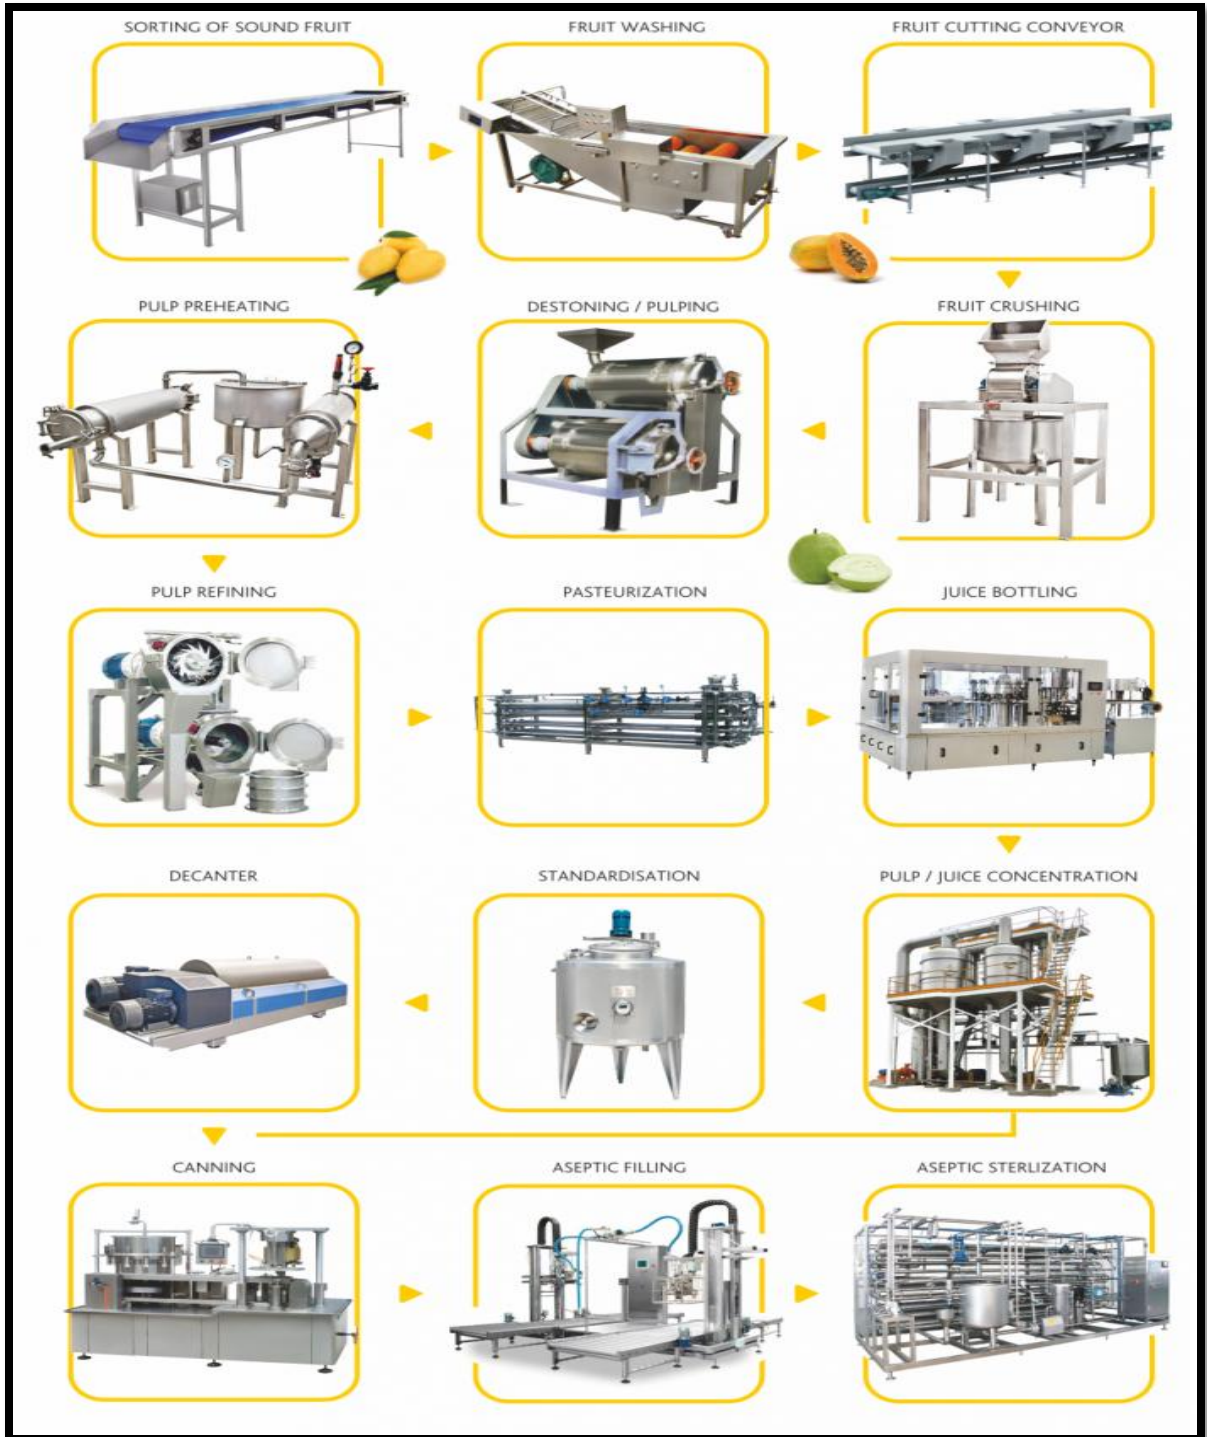 SORTING OF SOUND FRUIT
FRUIT WASHING
FRUIT CUTTING CONVEYOR
PULP PREHEATING
DESTONING / PULPING
FRUIT CRUSHING
PULP REFINING
PASTEURIZATION
JUICE BOTTLING
DECANTER
STANDARDISATION
PULP / JUICE CONCENTRATION
CANNING
ASEPTIC FILLING
ASEPTIC STERLIZATION